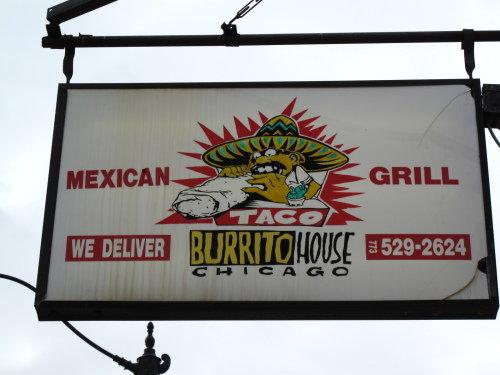 MEXICAN GRILL
TACO
WE DELIVER
BURRITO HOUSE
CHICAGO
773 529-2624